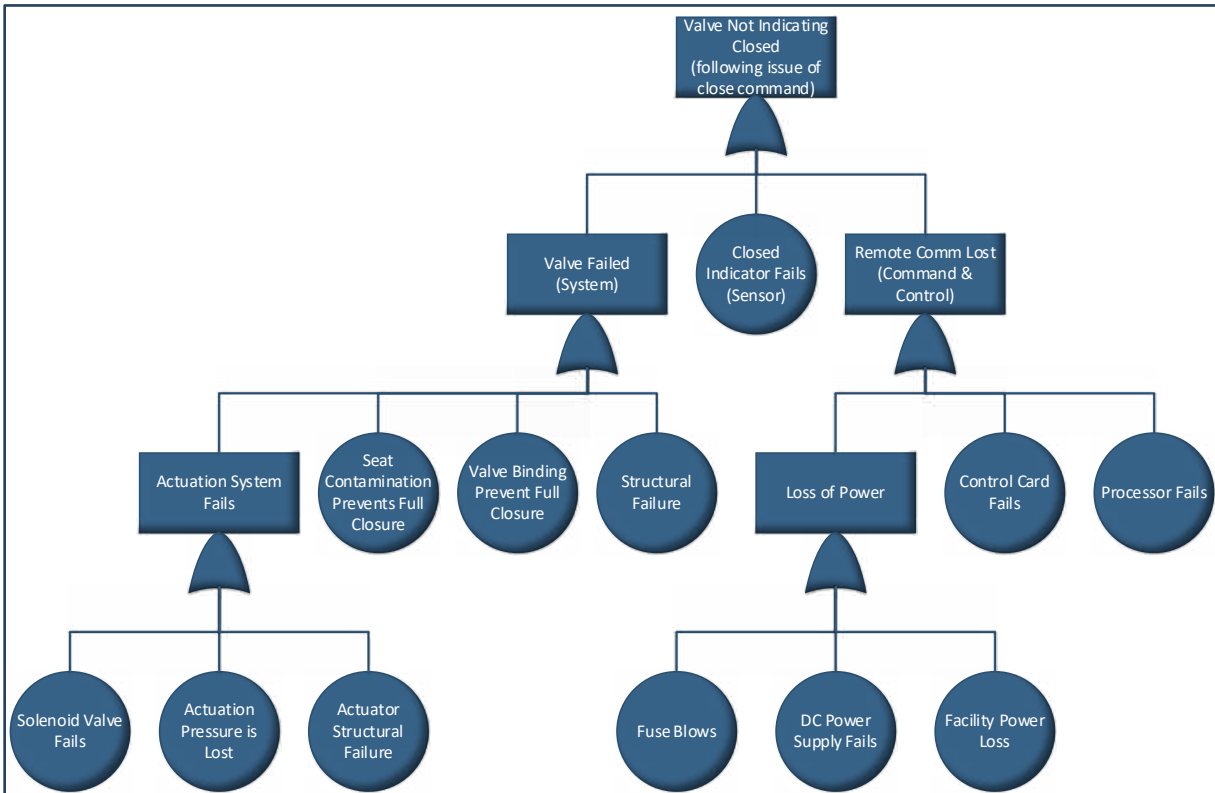 Valve Not Indicating
Closed
(following issue of
close command)
Valve Failed
(System)
Closed
Indicator Fails
(Sensor)
Remote Comm Lost
(Command &
Control)
Actuation System
Fails
Seat
Contamination
Prevents Full
Closure
Valve Binding
Prevent Full
Closure
Structural
Failure
Loss of Power
Control Card
Fails
Processor Fails
Solenoid Valve
Fails
Actuation
Pressure is
Lost
Actuator
Structural
Failure
Fuse Blows
DC Power
Supply Fails
Facility Power
Loss